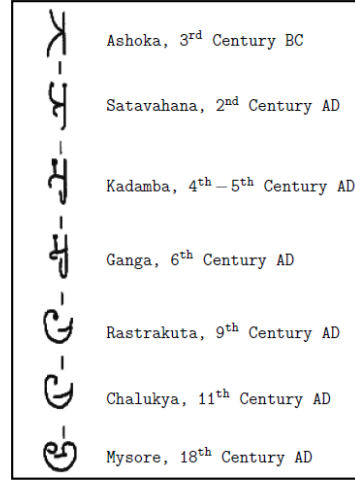 Ashoka, 3rd Century BC
Satavahana, 2nd Century AD
Kadamba, 4th – 5th Century AD
Ganga, 6th Century AD
Rastrakuta, 9th Century AD
Chalukya, 11th Century AD
Mysore, 18th Century AD